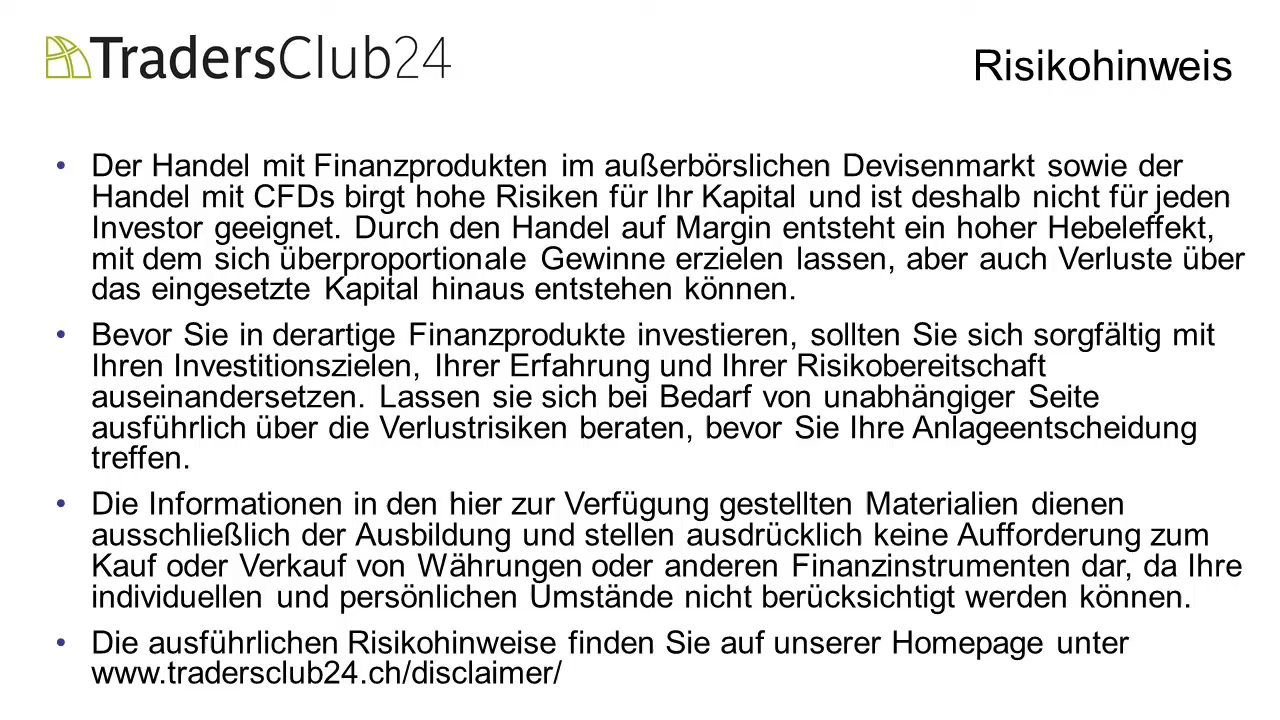 TradersClub24
Risikohinweis
• Der Handel mit Finanzprodukten im außerbörslichen Devisenmarkt sowie der
Handel mit CFDs birgt hohe Risiken für Ihr Kapital und ist deshalb nicht für jeden
Investor geeignet. Durch den Handel auf Margin entsteht ein hoher Hebeleffekt,
mit dem sich überproportionale Gewinne erzielen lassen, aber auch Verluste über
das eingesetzte Kapital hinaus entstehen können.
• Bevor Sie in derartige Finanzprodukte investieren, sollten Sie sich sorgfältig mit
Ihren Investitionszielen, Ihrer Erfahrung und Ihrer Risikobereitschaft
auseinandersetzen. Lassen sie sich bei Bedarf von unabhängiger Seite
ausführlich über die Verlustrisiken beraten, bevor Sie Ihre Anlageentscheidung
treffen.
• Die Informationen in den hier zur Verfügung gestellten Materialien dienen
ausschließlich der Ausbildung und stellen ausdrücklich keine Aufforderung zum
Kauf oder Verkauf von Währungen oder anderen Finanzinstrumenten dar, da Ihre
individuellen und persönlichen Umstände nicht berücksichtigt werden können.
• Die ausführlichen Risikohinweise finden Sie auf unserer Homepage unter
www.tradersclub24.ch/disclaimer/